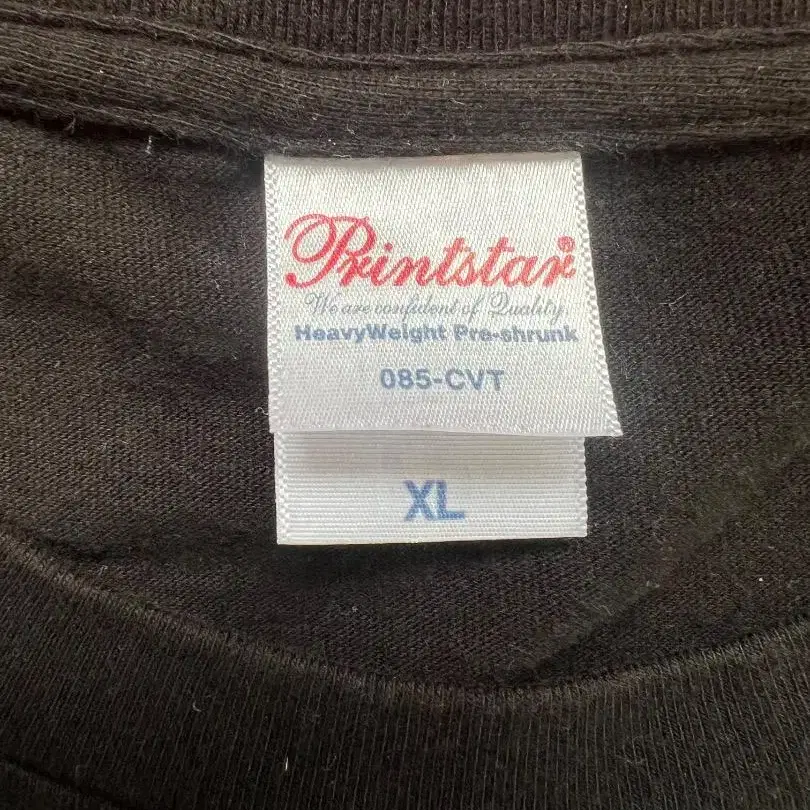 Printstar®
We are confident of Quality
HeavyWeight Pre-shrunk
085-CVT
XL